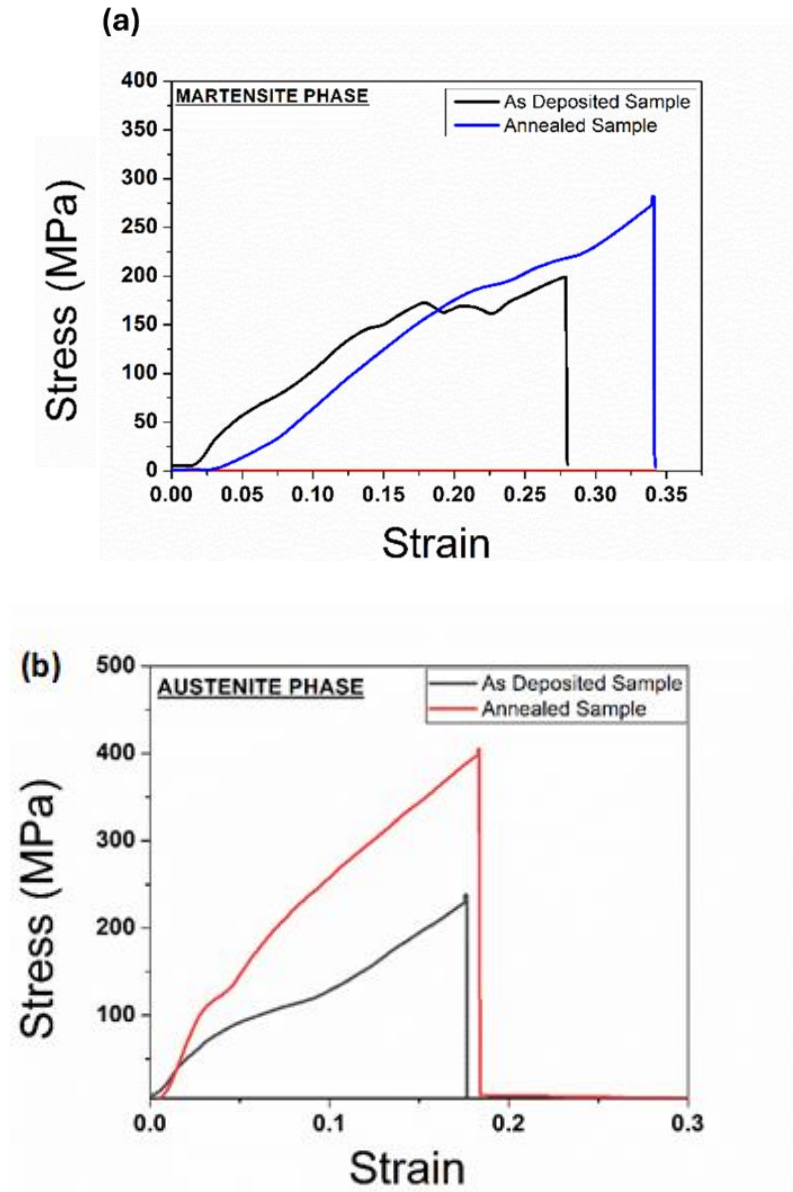 (a)
MARTENSITE PHASE
As Deposited Sample
Annealed Sample
400
350
300
250
200
150
100
50
0
Stress (MPa)
0.00 0.05 0.10 0.15 0.20 0.25 0.30 0.35
Strain
(b)
AUSTENITE PHASE
As Deposited Sample
Annealed Sample
500
400
300
200
100
Stress (MPa)
0.0 0.1 0.2 0.3
Strain